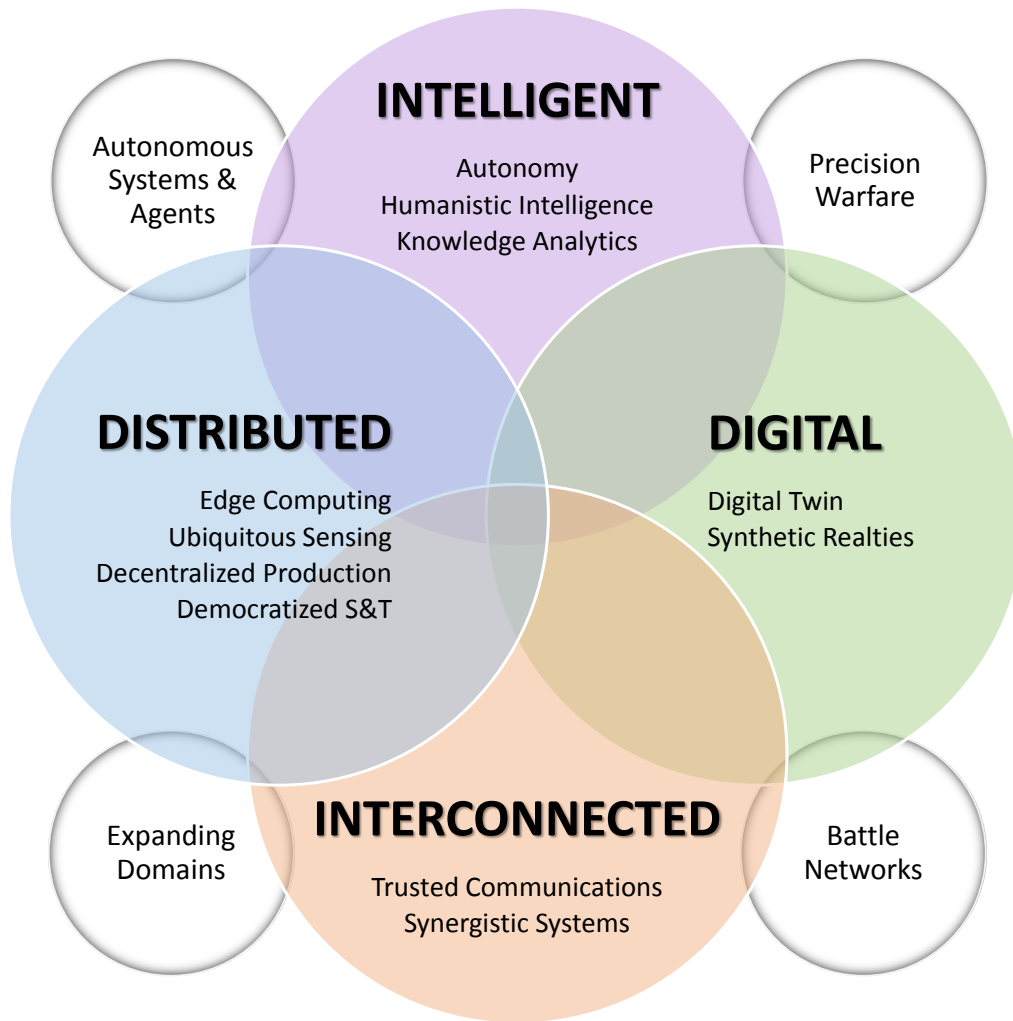 INTELLIGENT
Autonomy
Humanistic Intelligence
Knowledge Analytics
Autonomous
Systems &
Agents
Precision
Warfare
DISTRIBUTED
Edge Computing
Ubiquitous Sensing
Decentralized Production
Democratized S&T
DIGITAL
Digital Twin
Synthetic Realties
INTERCONNECTED
Trusted Communications
Synergistic Systems
Expanding
Domains
Battle
Networks